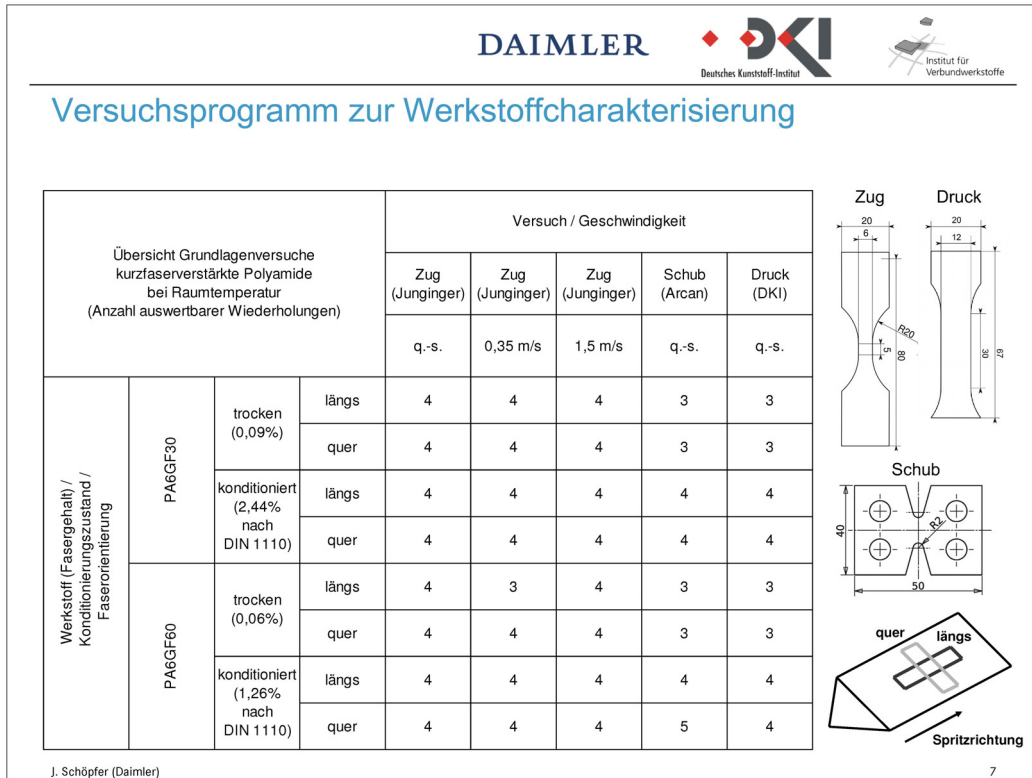 DAIMLER
DKI
Deutsches Kunststoff-Institut
Institut für
Verbundwerkstoffe
Versuchsprogramm zur Werkstoffcharakterisierung
Übersicht Grundlagenversuche
kurzfaserverstärkte Polyamide
bei Raumtemperatur
(Anzahl auswertbarer Wiederholungen)
Versuch / Geschwindigkeit
Zug (Junginger) Zug (Junginger) Zug (Junginger) Schub (Arcan) Druck (DKI)
q.-s. 0,35 m/s 1,5 m/s q.-s. q.-s.
Werkstoff (Fasergehalt) /
Konditionierungszustand /
Faserorientierung
PA6GF30
trocken
(0,09%)
längs 4 4 4 3 3
quer 4 4 4 3 3
konditioniert
(2,44%
nach
DIN 1110)
längs 4 4 4 4 4
quer 4 4 4 4 4
PA6GF60
trocken
(0,06%)
längs 4 3 4 3 3
quer 4 4 4 3 3
konditioniert
(1,26%
nach
DIN 1110)
längs 4 4 4 4 4
quer 4 4 4 5 4
Zug
20
6
R20
5
80
Druck
20
12
30
67
Schub
40
R2
50
quer
längs
Spritzrichtung
J. Schöpfer (Daimler)
7